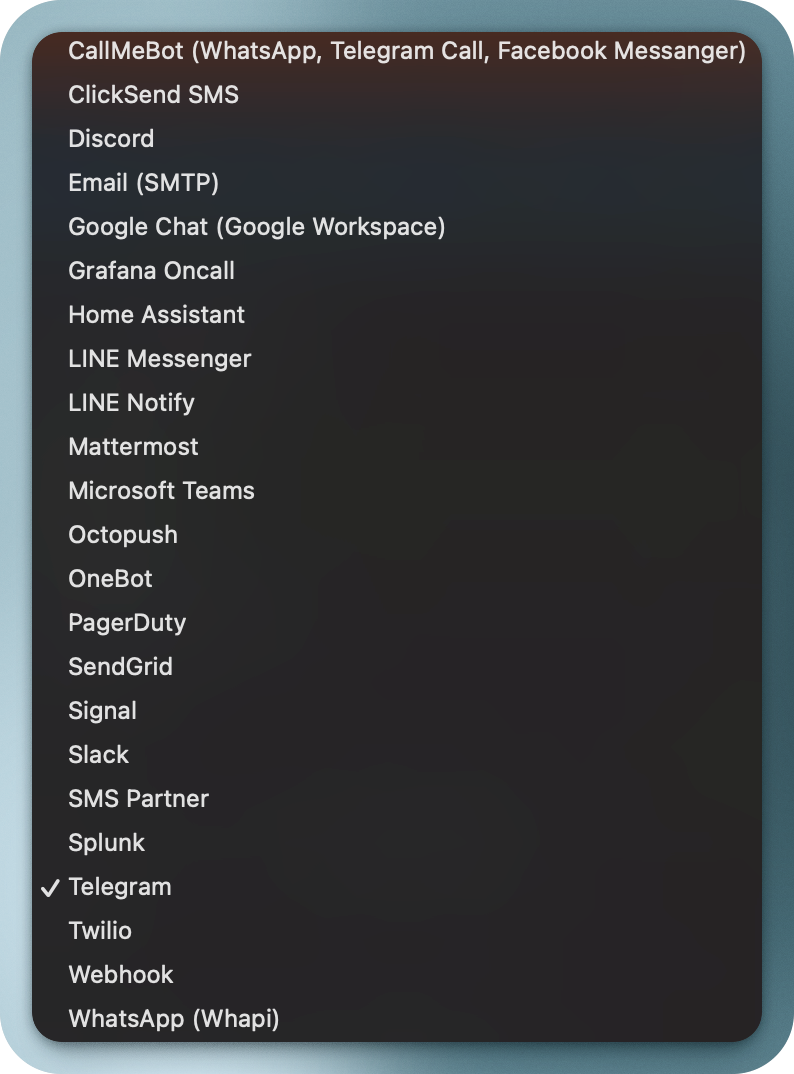 CallMeBot (WhatsApp, Telegram Call, Facebook Messanger)
ClickSend SMS
Discord
Email (SMTP)
Google Chat (Google Workspace)
Grafana Oncall
Home Assistant
LINE Messenger
LINE Notify
Mattermost
Microsoft Teams
Octopush
OneBot
PagerDuty
SendGrid
Signal
Slack
SMS Partner
Splunk
✓ Telegram
Twilio
Webhook
WhatsApp (Whapi)